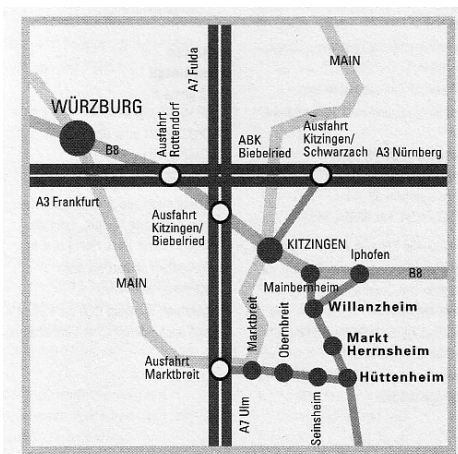 A7 Fulda
MAIN
WÜRZBURG
Ausfahrt
Rottendorf
B8
ABK
Biebelried
Ausfahrt
Kitzingen/
Schwarzach
A3 Nürnberg
A3 Frankfurt
Ausfahrt
Kitzingen/
Biebelried
KITZINGEN
Iphofen
B8
Mainbernheim
MAIN
Willanzheim
Marktbreit
Obernbreit
Markt
Herrnsheim
Ausfahrt
Marktbreit
Hüttenheim
A7 Ulm
Seinsheim